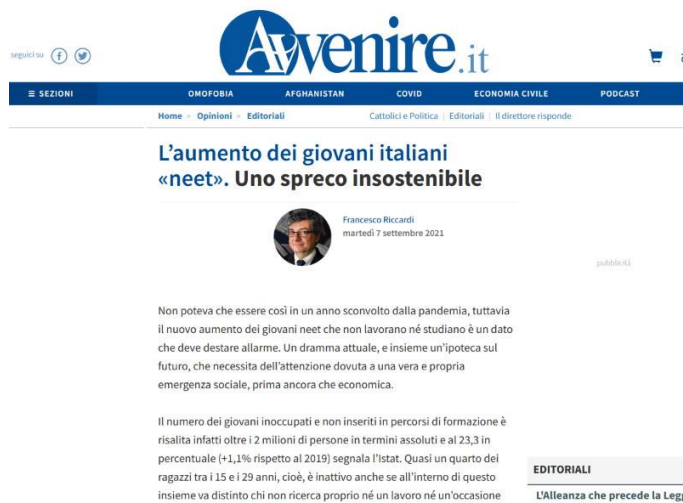 seguici su
Avvenire.it
≡ SEZIONI OMOFOBIA AFGHANISTAN COVID ECONOMIA CIVILE PODCAST
Home » Opinioni » Editoriali Cattolici e Politica | Editoriali | Il direttore risponde
L'aumento dei giovani italiani
«neet». Uno spreco insostenibile
Francesco Riccardi
martedì 7 settembre 2021
pubblicità
Non poteva che essere così in un anno sconvolto dalla pandemia, tuttavia
il nuovo aumento dei giovani neet che non lavorano né studiano è un dato
che deve destare allarme. Un dramma attuale, e insieme un'ipoteca sul
futuro, che necessita dell'attenzione dovuta a una vera e propria
emergenza sociale, prima ancora che economica.
Il numero dei giovani inoccupati e non inseriti in percorsi di formazione è
risalita infatti oltre i 2 milioni di persone in termini assoluti e al 23,3 in
percentuale (+1,1% rispetto al 2019) segnala l'Istat. Quasi un quarto dei
ragazzi tra i 15 e i 29 anni, cioè, è inattivo anche se all'interno di questo
insieme va distinto chi non ricerca proprio né un lavoro né un'occasione
EDITORIALI
L'Alleanza che precede la Legg